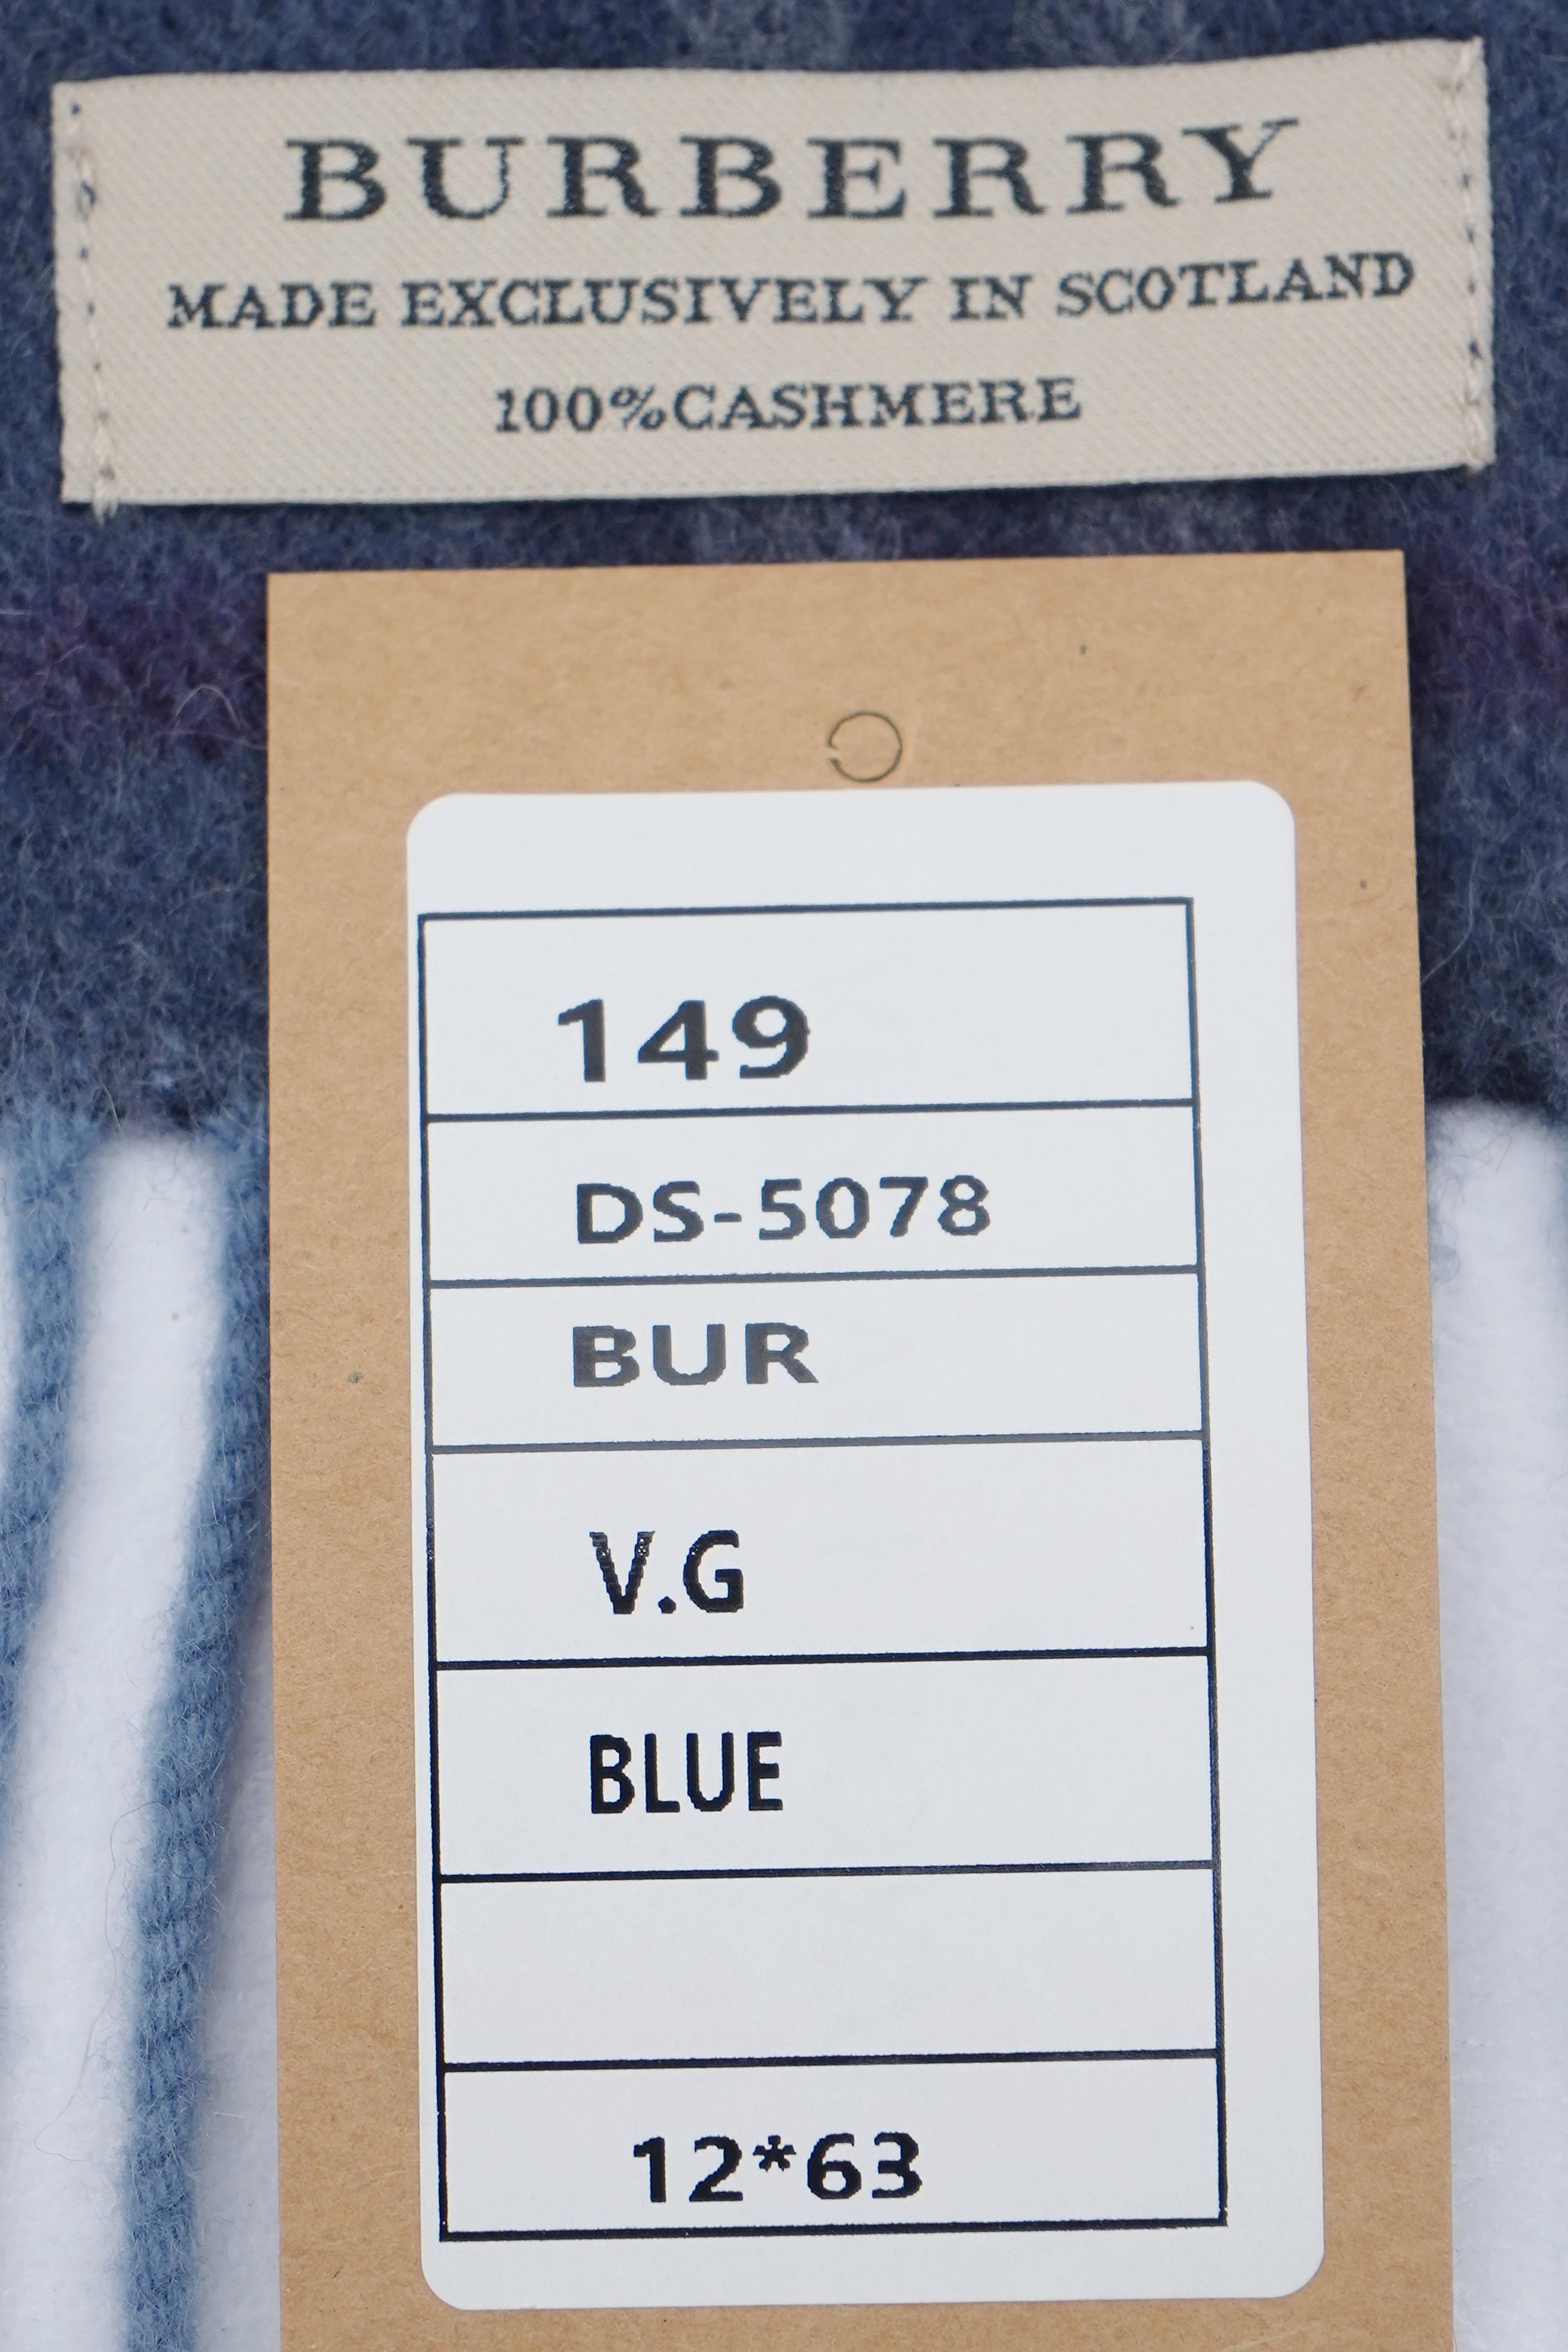 BURBERRY
MADE EXCLUSIVELY IN SCOTLAND
100%CASHMERE
149
DS-5078
BUR
V.G
BLUE
12*63